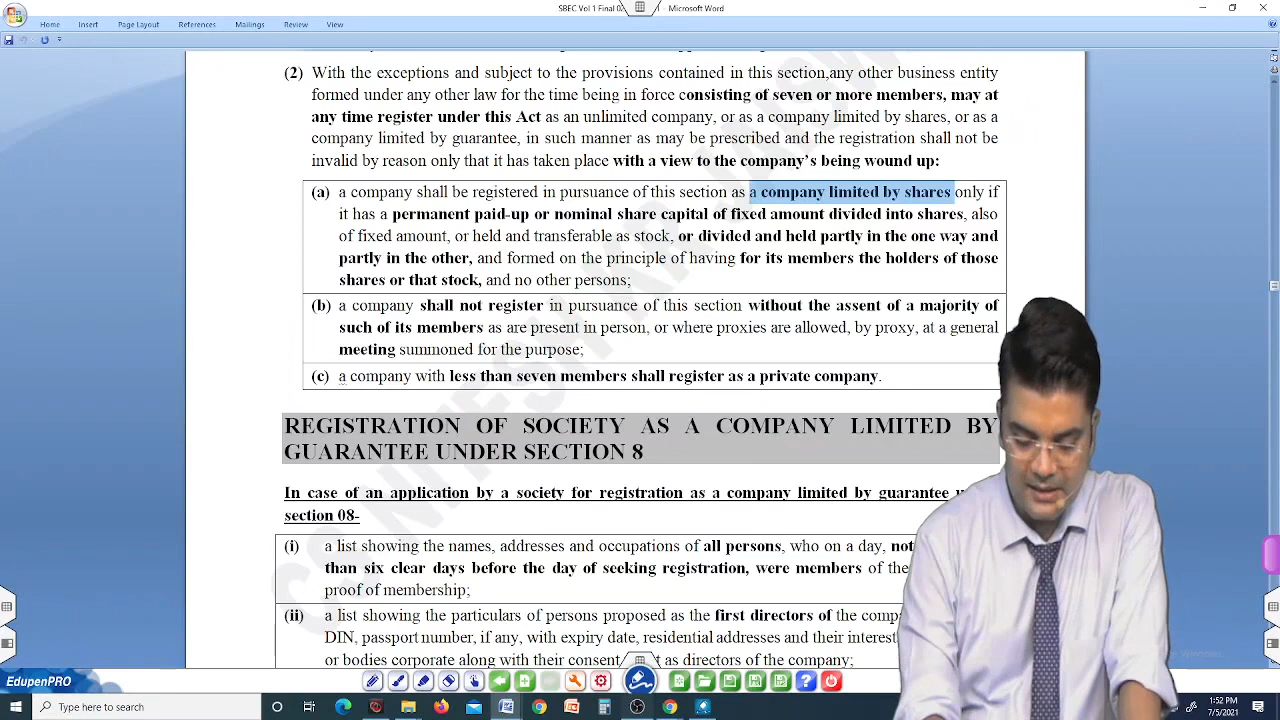 SBEC Vol 1 Final 0
- Microsoft Word
Home Insert Page Layout References Mailings Review View
(2) With the exceptions and subject to the provisions contained in this section,any other business entity
formed under any other law for the time being in force consisting of seven or more members, may at
any time register under this Act as an unlimited company, or as a company limited by shares, or as a
company limited by guarantee, in such manner as may be prescribed and the registration shall not be
invalid by reason only that it has taken place with a view to the company's being wound up:
(a) a company shall be registered in pursuance of this section as a company limited by shares only if
it has a permanent paid-up or nominal share capital of fixed amount divided into shares, also
of fixed amount, or held and transferable as stock, or divided and held partly in the one way and
partly in the other, and formed on the principle of having for its members the holders of those
shares or that stock, and no other persons;
(b) a company shall not register in pursuance of this section without the assent of a majority of
such of its members as are present in person, or where proxies are allowed, by proxy, at a general
meeting summoned for the purpose;
(c) a company with less than seven members shall register as a private company.
REGISTRATION OF SOCIETY AS A COMPANY LIMITED BY
GUARANTEE UNDER SECTION 8
In case of an application by a society for registration as a company limited by guarantee
section 08-
(i) a list showing the names, addresses and occupations of all persons, who on a day, not
than six clear days before the day of seeking registration, were members of the
proof of membership;
(ii) a list showing the particulars of persons proposed as the first directors of the comp
DIN, passport number, if any, with expiry date, residential addresses and their interest
or bodies corporate along with their consent as directors of the company;
EdupenPRO
Type here to search
1:52 PM
7/5/2021